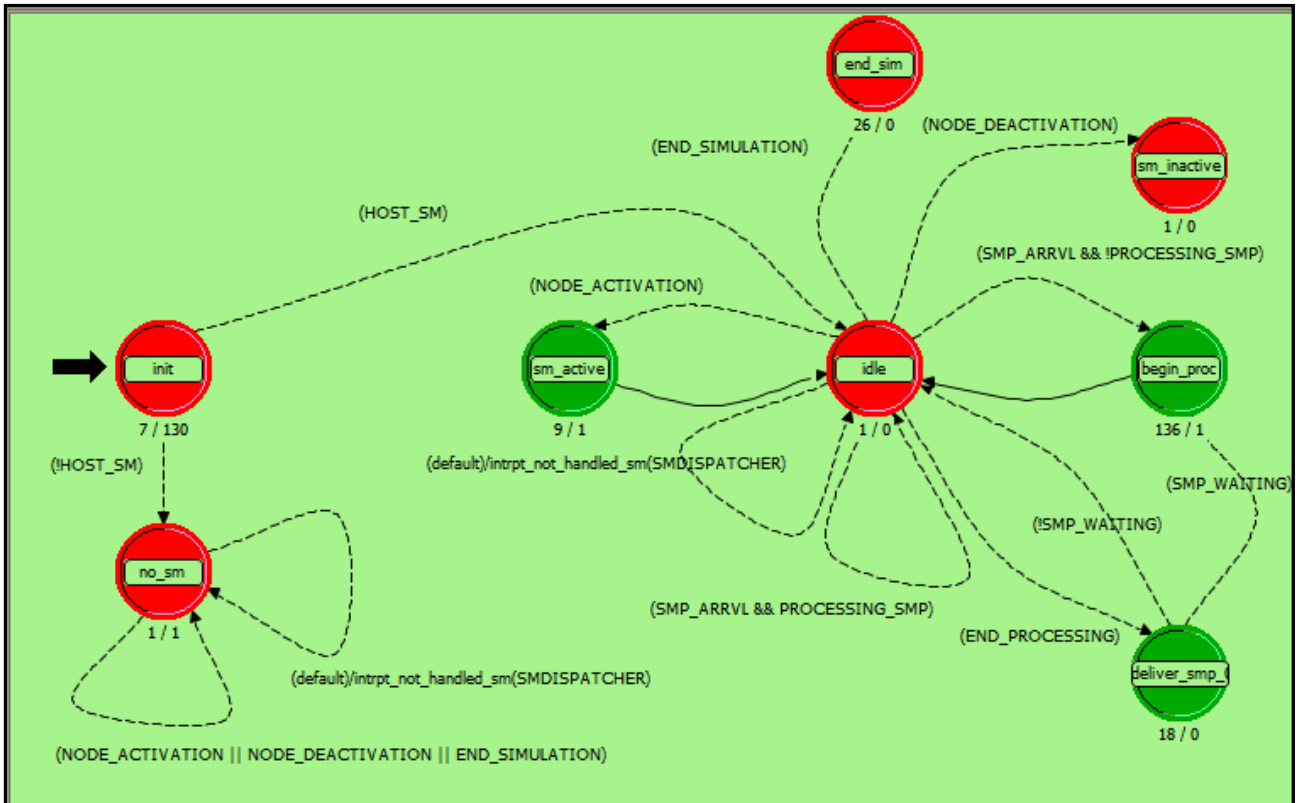 end_sim
26 / 0
(NODE_DEACTIVATION)
(END_SIMULATION)
sm_inactive
1 / 0
(HOST_SM)
(SMP_ARRVL && !PROCESSING_SMP)
(NODE_ACTIVATION)
init
7 / 130
sm_active
9 / 1
idle
1 / 0
begin_proc
136 / 1
(!HOST_SM)
(default)/intrpt_not_handled_sm(SMDISPATCHER)
(SMP_WAITING)
(!SMP_WAITING)
no_sm
1 / 1
(SMP_ARRVL && PROCESSING_SMP)
(END_PROCESSING)
(default)/intrpt_not_handled_sm(SMDISPATCHER)
deliver_smp_
18 / 0
(NODE_ACTIVATION || NODE_DEACTIVATION || END_SIMULATION)